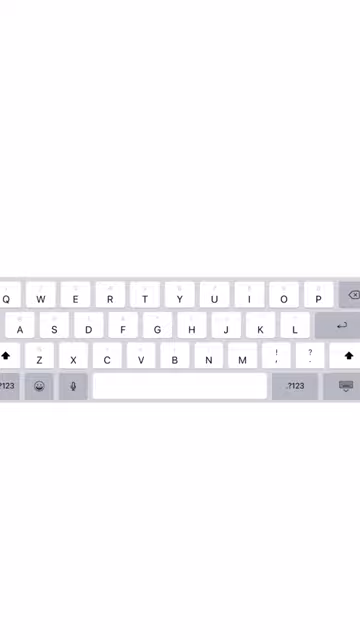 Q W E R T Y U I O P
A S D F G H J K L
Z X C V B N M ! , ? .
?123 .?123